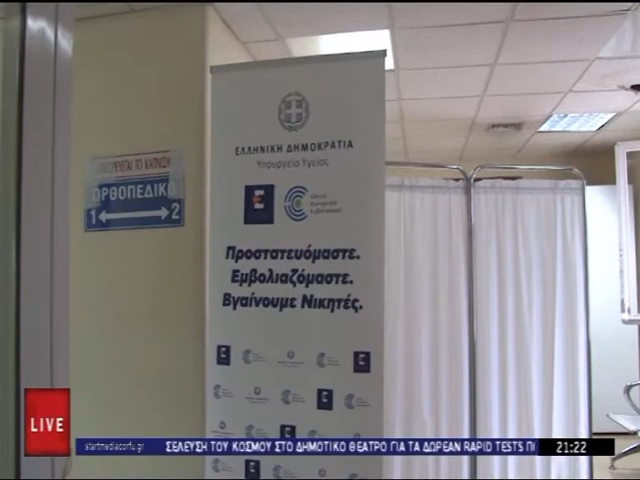 ΑΠΑΓΟΡΕΥΕΤΑΙ ΤΟ ΚΑΠΝΙΣΜΑ
ΟΡΘΟΠΕΔΙΚΟ
1 2
ΕΛΛΗΝΙΚΗ ΔΗΜΟΚΡΑΤΙΑ
Υπουργείο Υγείας
Προστατευόμαστε.
Εμβολιαζόμαστε.
Βγαίνουμε Νικητές.
LIVE
startmediacorfu.gr
ΣΕΛΕΥΣΗ ΤΟΥ ΚΟΣΜΟΥ ΣΤΟ ΔΗΜΟΤΙΚΟ ΘΕΑΤΡΟ ΓΙΑ ΤΑ ΔΩΡΕΑΝ RAPID TESTS
21:22